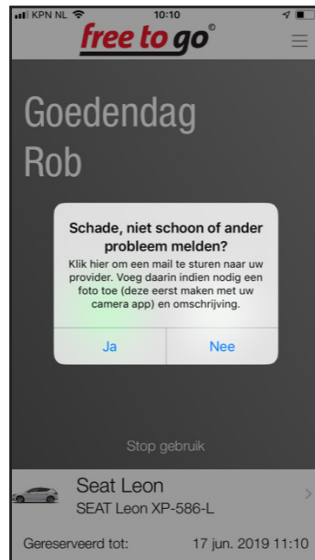 KPN NL 10:10
free to go®
Goedendag
Rob
Schade, niet schoon of ander
probleem melden?
Klik hier om een mail te sturen naar uw
provider. Voeg daarin indien nodig een
foto toe (deze eerst maken met uw
camera app) en omschrijving.
Ja Nee
Stop gebruik
Seat Leon
SEAT Leon XP-586-L
Gereserveerd tot: 17 jun. 2019 11:10